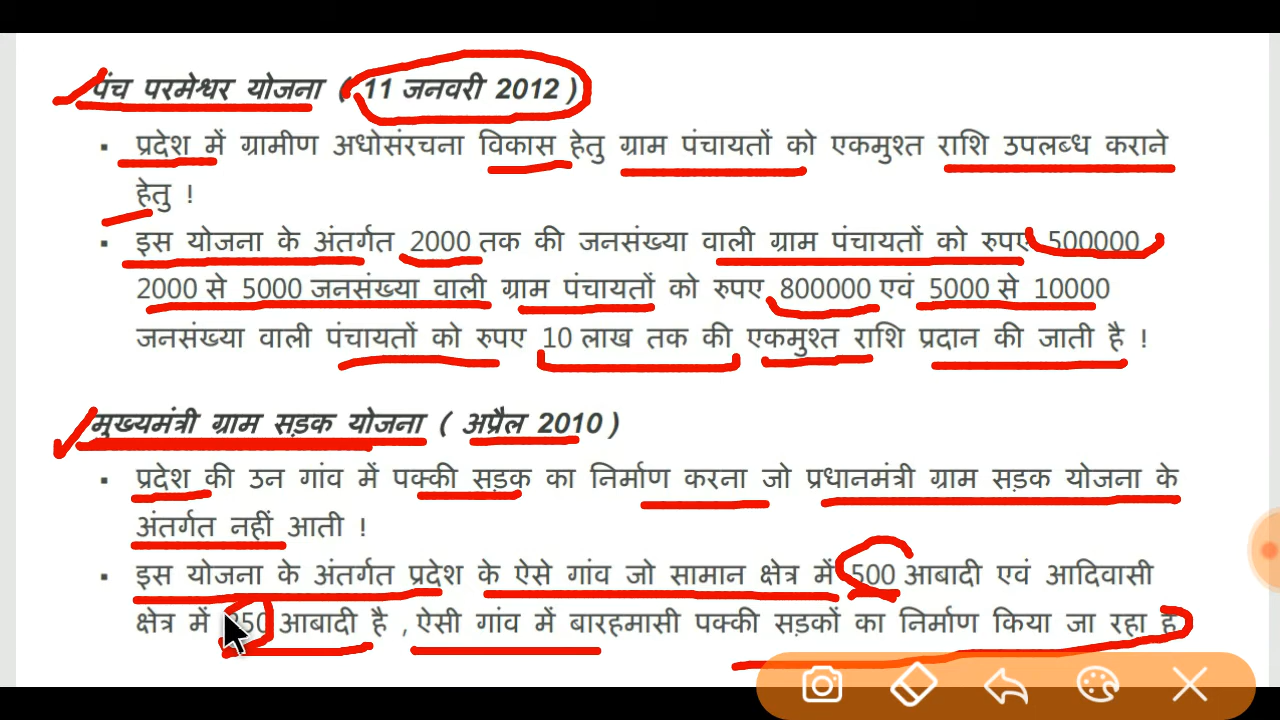 पंच परमेश्वर योजना ( 11 जनवरी 2012 )
▪ प्रदेश में ग्रामीण अधोसंरचना विकास हेतु ग्राम पंचायतों को एकमुश्त राशि उपलब्ध कराने
हेतु !
▪ इस योजना के अंतर्गत 2000 तक की जनसंख्या वाली ग्राम पंचायतों को रुपए 500000
2000 से 5000 जनसंख्या वाली ग्राम पंचायतों को रुपए 800000 एवं 5000 से 10000
जनसंख्या वाली पंचायतों को रुपए 10 लाख तक की एकमुश्त राशि प्रदान की जाती है !
मुख्यमंत्री ग्राम सड़क योजना ( अप्रैल 2010 )
▪ प्रदेश की उन गांव में पक्की सड़क का निर्माण करना जो प्रधानमंत्री ग्राम सड़क योजना के
अंतर्गत नहीं आती !
▪ इस योजना के अंतर्गत प्रदेश के ऐसे गांव जो सामान क्षेत्र में 500 आबादी एवं आदिवासी
क्षेत्र में आबादी है , ऐसी गांव में बारहमासी पक्की सड़कों का निर्माण किया जा रहा है